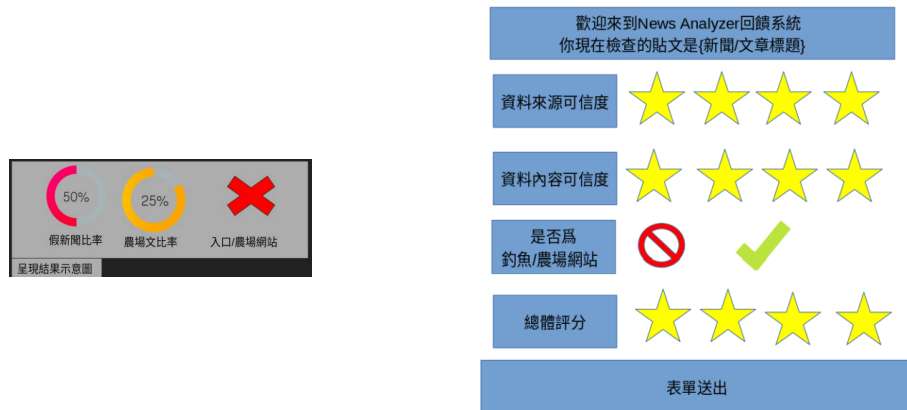 50%
25%
假新聞比率
農場文比率
入口/農場網站
呈現結果示意圖
歡迎來到News Analyzer回饋系統
你現在檢查的貼文是{新聞/文章標題}
資料來源可信度
資料內容可信度
是否爲
釣魚/農場網站
總體評分
表單送出